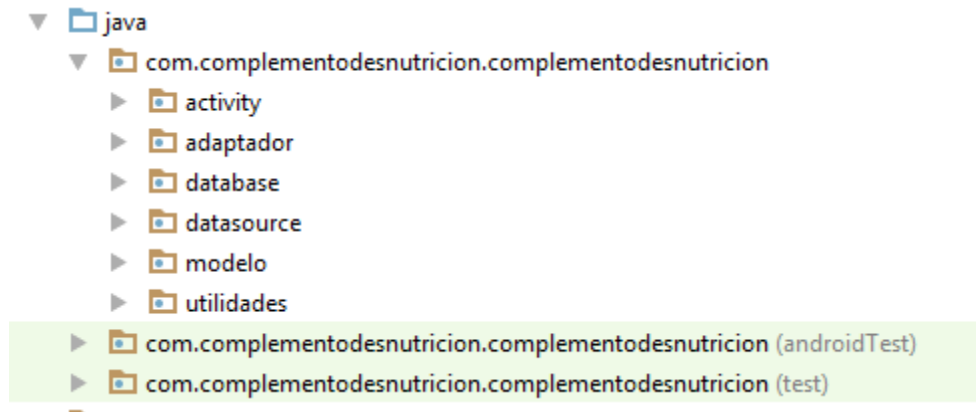 java
com.complementodesnutricion.complementodesnutricion
activity
adaptador
database
datasource
modelo
utilidades
com.complementodesnutricion.complementodesnutricion (androidTest)
com.complementodesnutricion.complementodesnutricion (test)